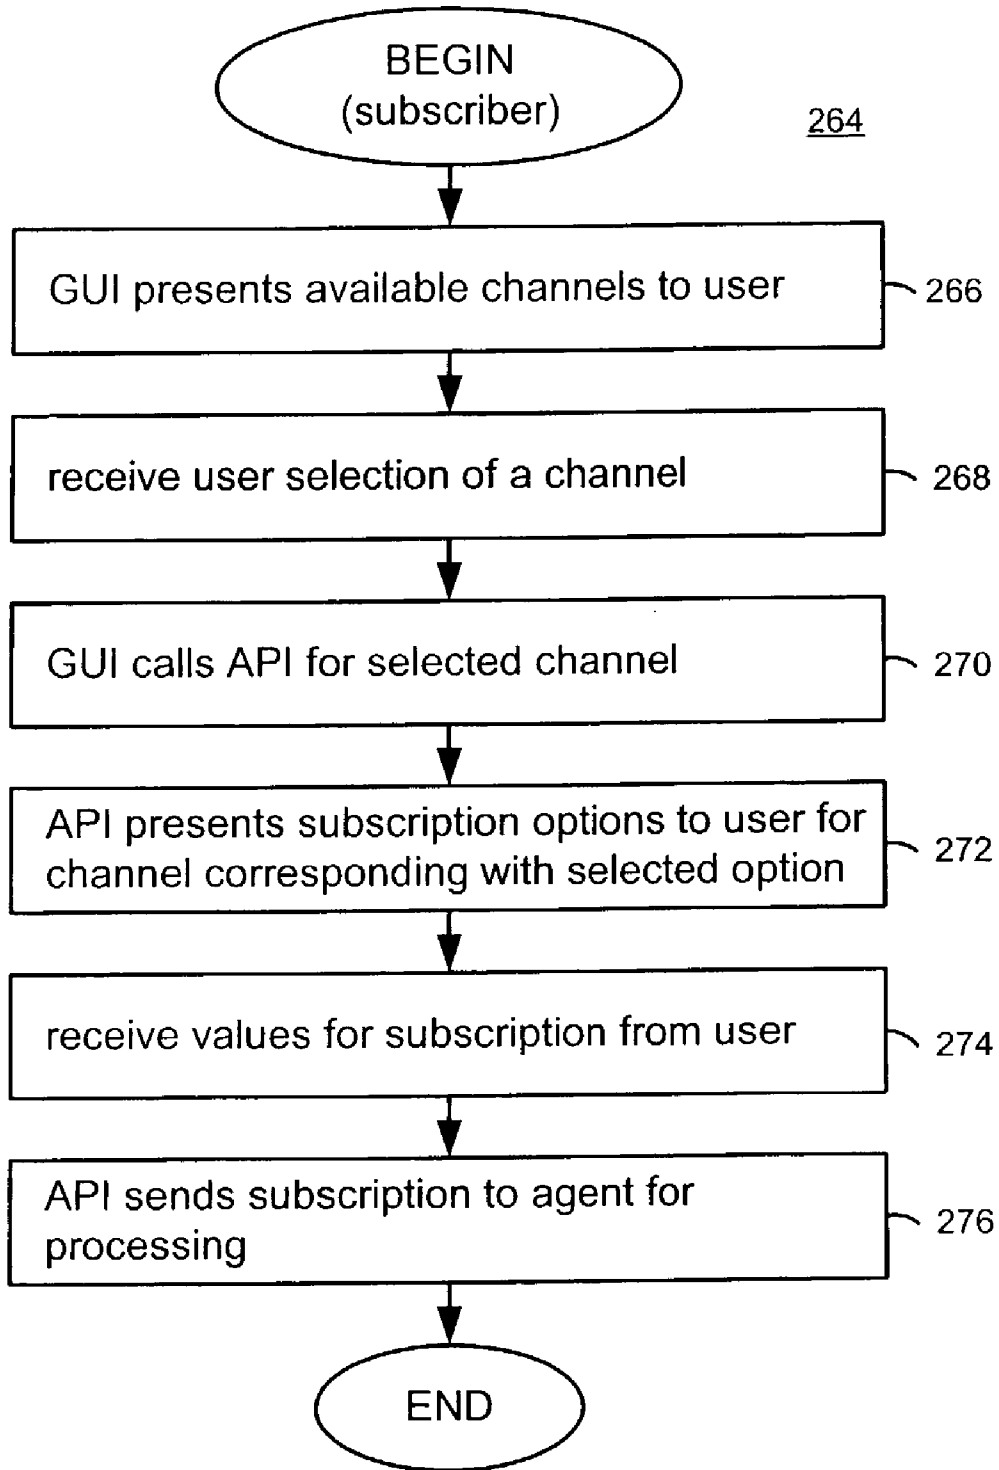 BEGIN
(subscriber)
264
GUI presents available channels to user
266
receive user selection of a channel
268
GUI calls API for selected channel
270
API presents subscription options to user for
channel corresponding with selected option
272
receive values for subscription from user
274
API sends subscription to agent for
processing
276
END